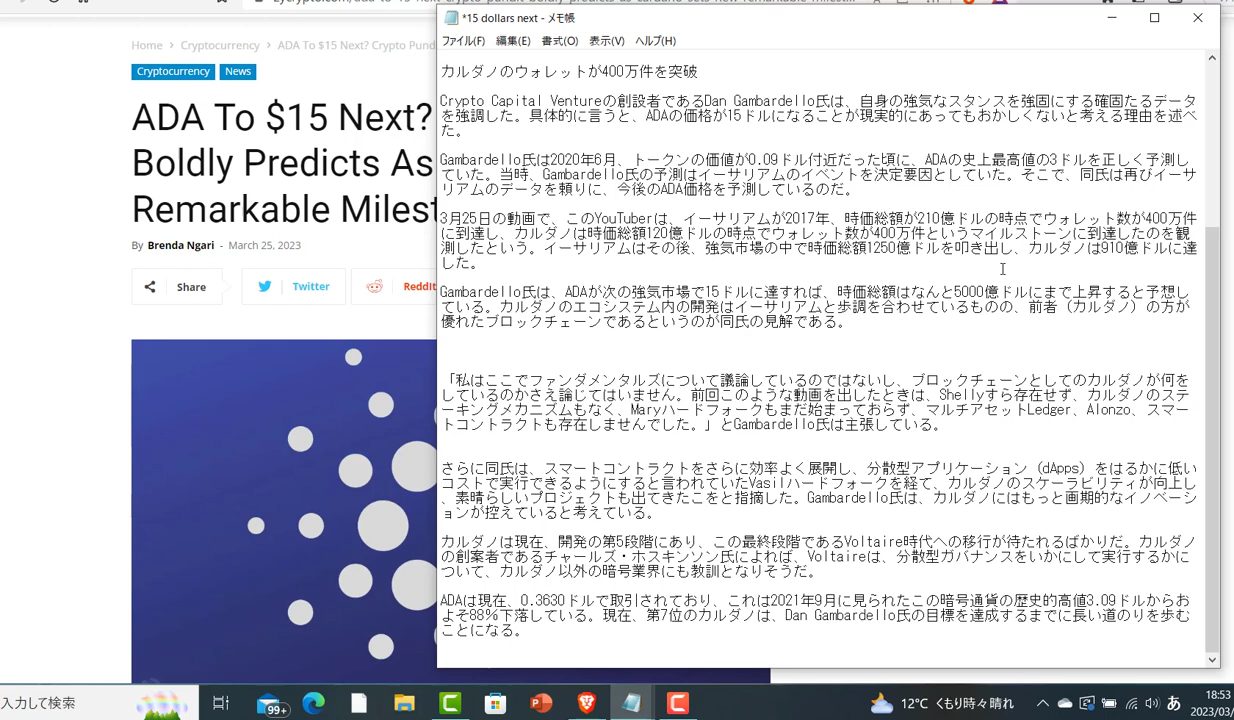 Home > Cryptocurrency > ADA To $15 Next? Crypto Pund
Cryptocurrency
News
ADA To $15 Next?
Boldly Predicts As
Remarkable Milest
By Brenda Ngari - March 25, 2023
Share
Twitter
ReddIt
*15 dollars next - メモ帳
ファイル(F) 編集(E) 書式(O) 表示(V) ヘルプ(H)
カルダノのウォレットが400万件を突破
Crypto Capital Ventureの創設者であるDan Gambardello氏は、自身の強気なスタンスを強固にする確固たるデータ
を強調した。具体的に言うと、ADAの価格が15ドルになることが現実的にあってもおかしくないと考える理由を述べ
た。
Gambardello氏は2020年6月、トークンの価値が0.09ドル付近だった頃に、ADAの史上最高値の3ドルを正しく予測し
ていた。当時、Gambardello氏の予測はイーサリアムのイベントを決定要因としていた。そこで、同氏は再びイーサ
リアムのデータを頼りに、今後のADA価格を予測しているのだ。
3月25日の動画で、このYouTuberは、イーサリアムが2017年、時価総額が210億ドルの時点でウォレット数が400万件
に到達し、カルダノは時価総額120億ドルの時点でウォレット数が400万件というマイルストーンに到達したのを観
測したという。イーサリアムはその後、強気市場の中で時価総額1250億ドルを叩き出し、カルダノは910億ドルに達
した。
Gambardello氏は、ADAが次の強気市場で15ドルに達すれば、時価総額はなんと5000億ドルにまで上昇すると予想し
ている。カルダノのエコシステム内の開発はイーサリアムと歩調を合わせているものの、前者（カルダノ）の方が
優れたブロックチェーンであるというのが同氏の見解である。
「私はここでファンダメンタルズについて議論しているのではないし、ブロックチェーンとしてのカルダノが何を
しているのかさえ論じてはいません。前回このような動画を出したときは、Shellyすら存在せず、カルダノのステ
ーキングメカニズムもなく、Maryハードフォークもまだ始まっておらず、マルチアセットLedger、Alonzo、スマー
トコントラクトも存在しませんでした。」とGambardello氏は主張している。
さらに同氏は、スマートコントラクトをさらに効率よく展開し、分散型アプリケーション（dApps）をはるかに低い
コストで実行できるようにすると言われていたVasilハードフォークを経て、カルダノのスケーラビリティが向上し
、素晴らしいプロジェクトも出てきたこをと指摘した。Gambardello氏は、カルダノにはもっと画期的なイノベーシ
ョンが控えていると考えている。
カルダノは現在、開発の第5段階にあり、この最終段階であるVoltaire時代への移行が待たれるばかりだ。カルダノ
の創案者であるチャールズ・ホスキンソン氏によれば、Voltaireは、分散型ガバナンスをいかにして実行するかに
ついて、カルダノ以外の暗号業界にも教訓となりそうだ。
ADAは現在、0.3630ドルで取引されており、これは2021年9月に見られたこの暗号通貨の歴史的高値3.09ドルからお
よそ88%下落している。現在、第7位のカルダノは、Dan Gambardello氏の目標を達成するまでに長い道のりを歩む
ことになる。
入力して検索
99+
12°C くもり時々晴れ
あ
18:53
2023/03/